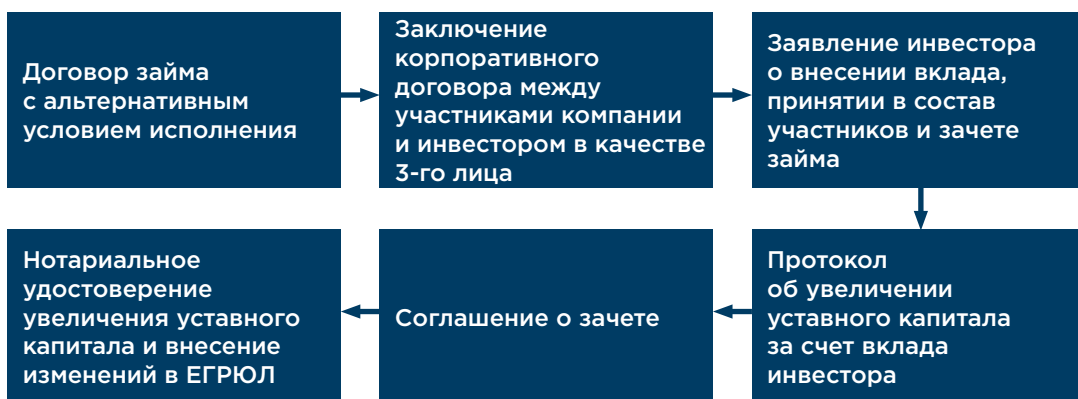 Договор займа
с альтернативным
условием исполнения
Заключение
корпоративного
договора между
участниками компании
и инвестором в качестве
3-го лица
Заявление инвестора
о внесении вклада,
принятии в состав
участников и зачете
займа
Протокол
об увеличении
уставного капитала
за счет вклада
инвестора
Соглашение о зачете
Нотариальное
удостоверение
увеличения уставного
капитала и внесение
изменений в ЕГРЮЛ